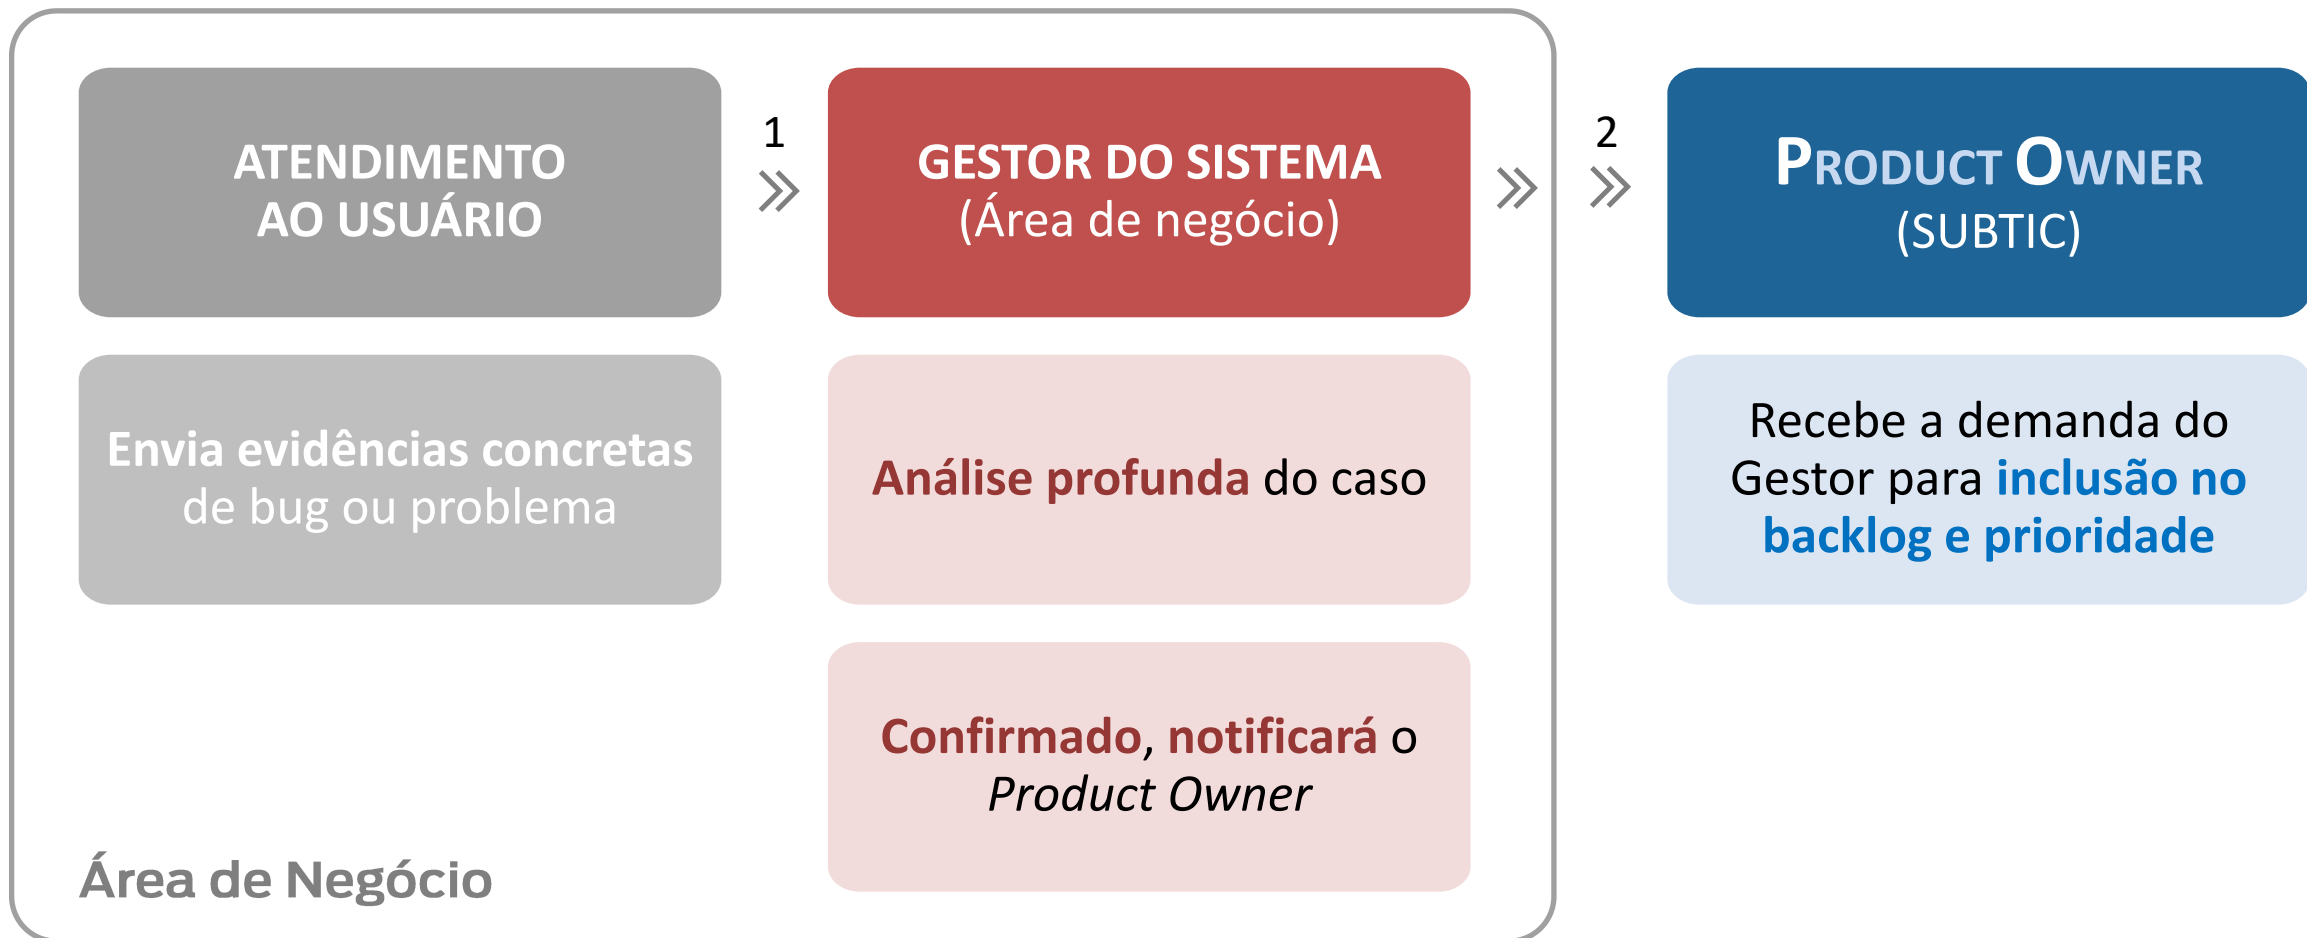 ATENDIMENTO
AO USUÁRIO
Envia evidências concretas
de bug ou problema
1
GESTOR DO SISTEMA
(Área de negócio)
Análise profunda do caso
Confirmado, notificará o
Product Owner
Área de Negócio
2
PRODUCT OWNER
(SUBTIC)
Recebe a demanda do
Gestor para inclusão no
backlog e prioridade